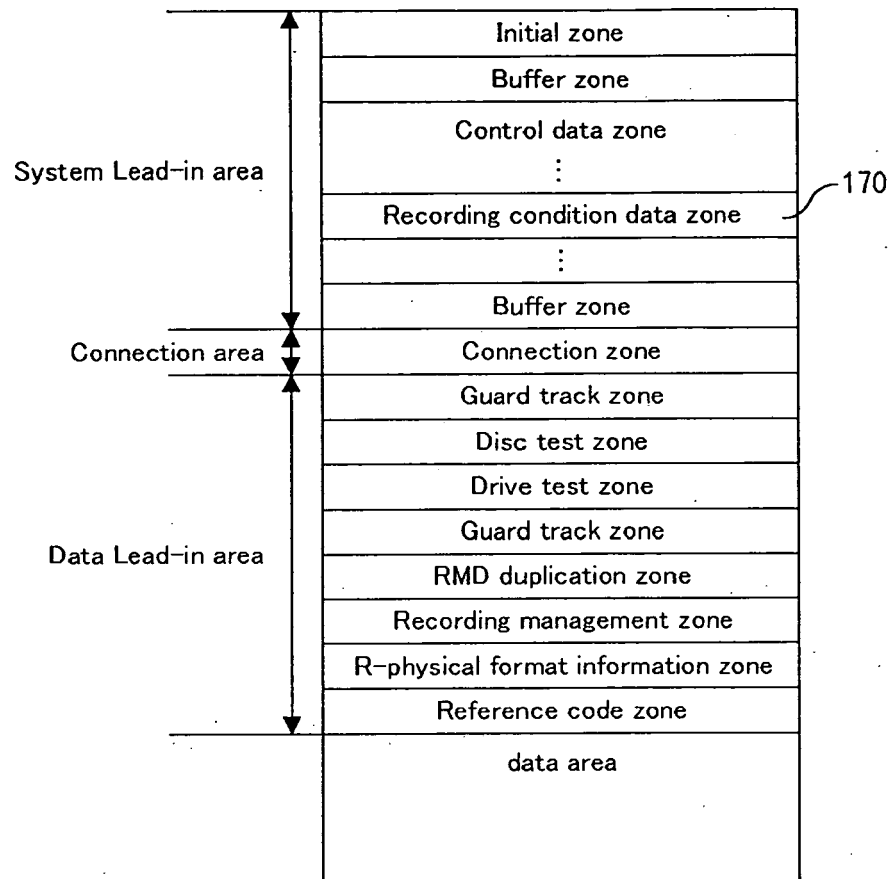 Initial zone
Buffer zone
Control data zone
⋮
System Lead-in area
170
Recording condition data zone
⋮
Buffer zone
Connection area
Connection zone
Guard track zone
Disc test zone
Drive test zone
Guard track zone
Data Lead-in area
RMD duplication zone
Recording management zone
R-physical format information zone
Reference code zone
data area